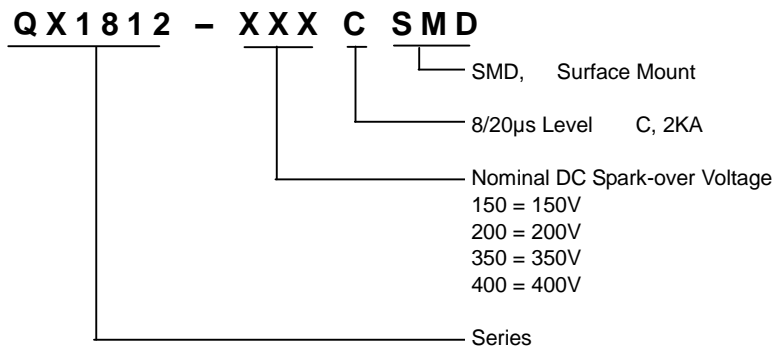 QX1812 – XXX C SMD
SMD, Surface Mount
8/20µs Level C, 2KA
Nominal DC Spark-over Voltage
150 = 150V
200 = 200V
350 = 350V
400 = 400V
Series